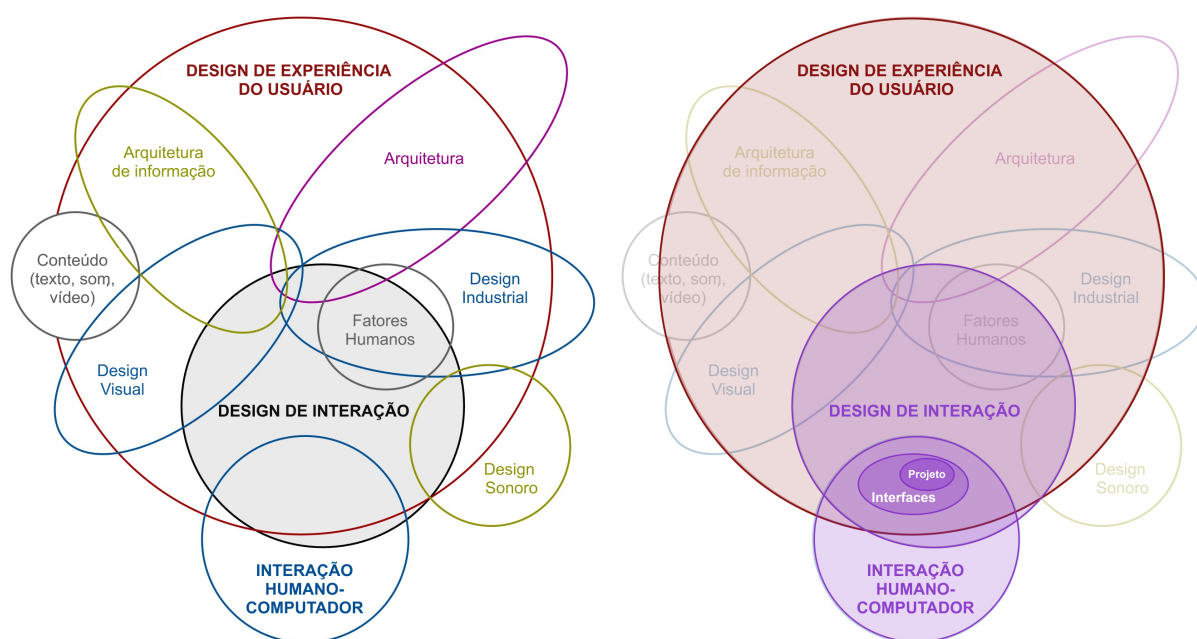 DESIGN DE EXPERIÊNCIA
DO USUÁRIO
Arquitetura
de informação
Arquitetura
Conteúdo
(texto, som,
vídeo)
Design
Industrial
Fatores
Humanos
Design
Visual
DESIGN DE INTERAÇÃO
Design
Sonoro
INTERAÇÃO
HUMANO-
COMPUTADOR
DESIGN DE EXPERIÊNCIA
DO USUÁRIO
Arquitetura
de informação
Arquitetura
Conteúdo
(texto, som,
vídeo)
Design
Industrial
Fatores
Humanos
Design
Visual
DESIGN DE INTERAÇÃO
Projeto
Interfaces
Design
Sonoro
INTERAÇÃO
HUMANO-
COMPUTADOR